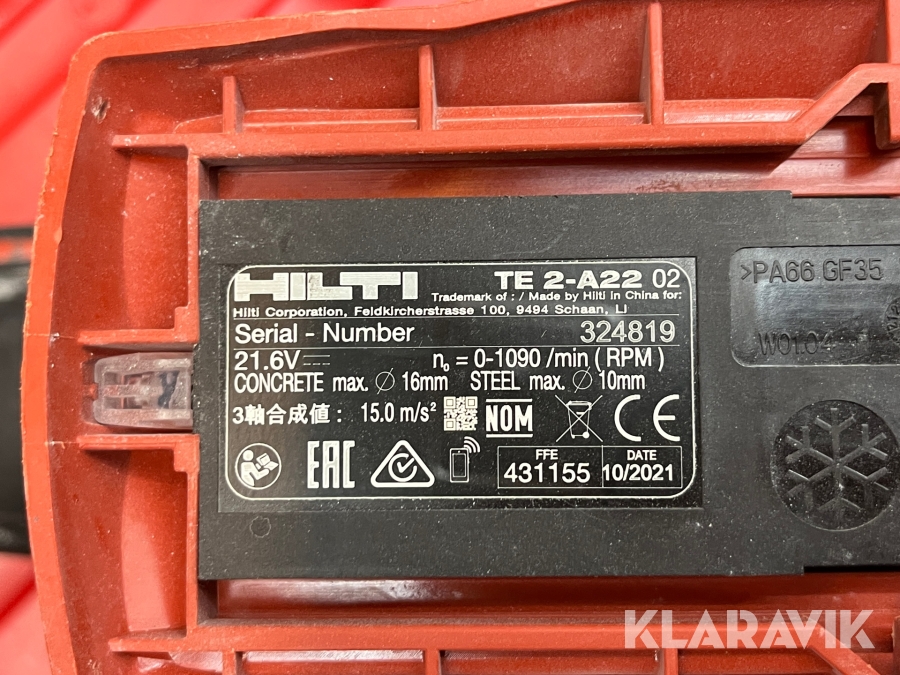 HILTI TE 2-A22 02
Trademark of : / Made by Hilti in China for:
Hilti Corporation, Feldkircherstrasse 100, 9494 Schaan, LI
Serial - Number 324819
21.6V n₀ = 0-1090 /min ( RPM )
CONCRETE max. ∅ 16mm STEEL max. ∅ 10mm
3軸合成値 : 15.0 m/s² NOM CE
EAC
FFE DATE
431155 10/2021
>PA66 GF35
W01.04
KLARAVIK